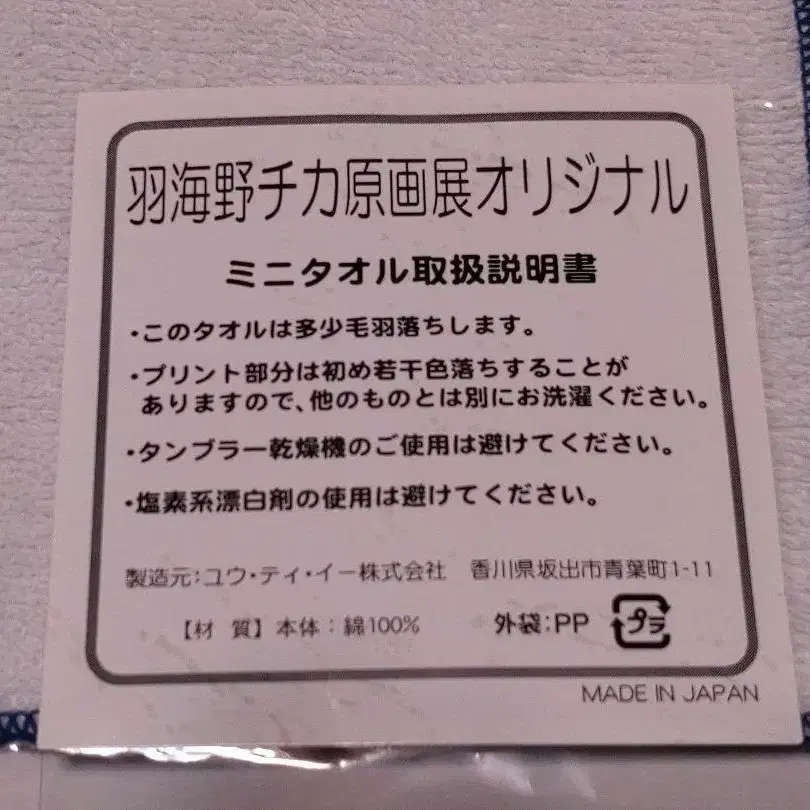 羽海野チカ原画展オリジナル
ミニタオル取扱説明書
・このタオルは多少毛羽落ちします。
・プリント部分は初め若干色落ちすることが
ありますので、他のものとは別にお洗濯ください。
・タンブラー乾燥機のご使用は避けてください。
・塩素系漂白剤の使用は避けてください。
製造元:ユウ・ティ・イー株式会社 香川県坂出市青葉町1-11
【材 質】本体:綿100% 外袋:PP プラ
MADE IN JAPAN